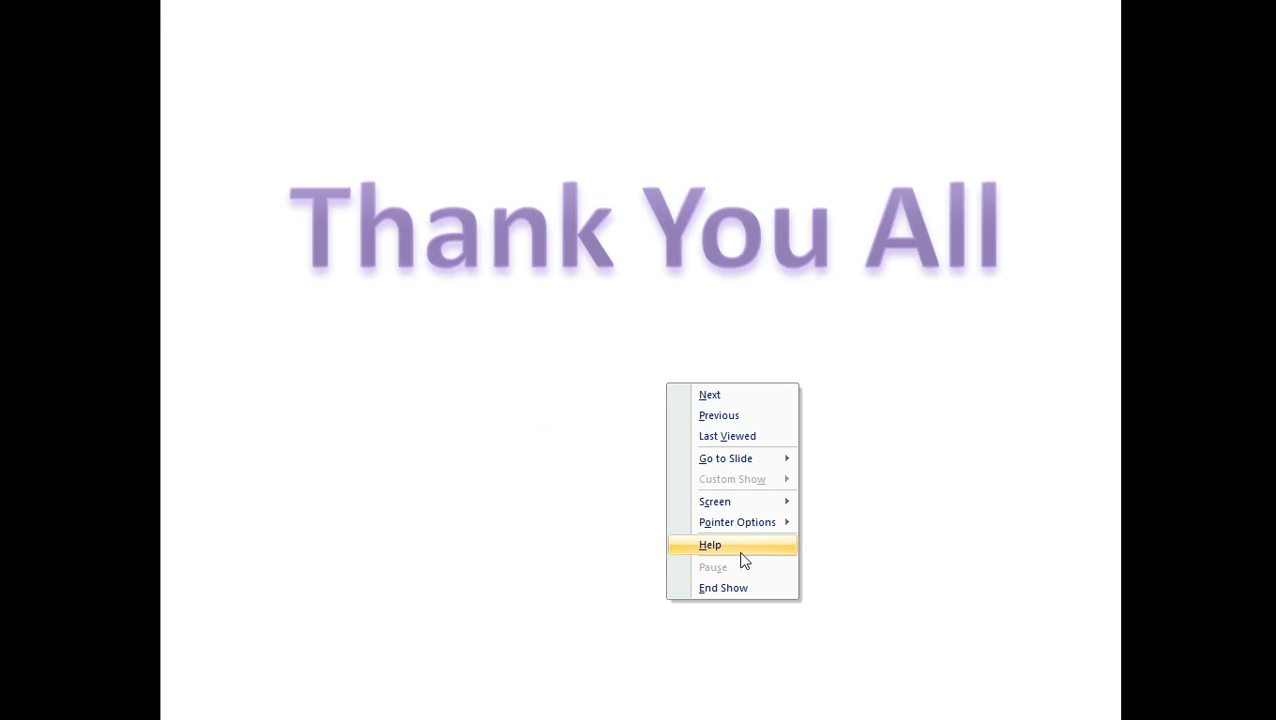 Thank You All
Next
Previous
Last Viewed
Go to Slide
Custom Show
Screen
Pointer Options
Help
Pause
End Show